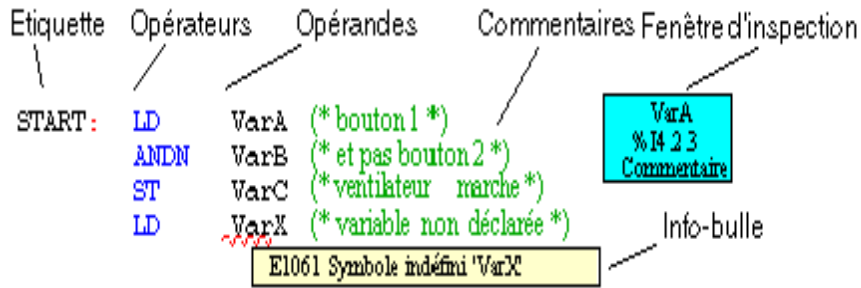 Etiquette Opérateurs Opérandes Commentaires Fenêtre d'inspection
START: LD VarA (* bouton 1 *)
ANDN VarB (* et pas bouton 2 *)
ST VarC (* ventilateur marche *)
LD VarX (* variable non déclarée *)
VarA
% I4 2 3
Commentaire
Info-bulle
E1061 Symbole indéfini 'VarX'